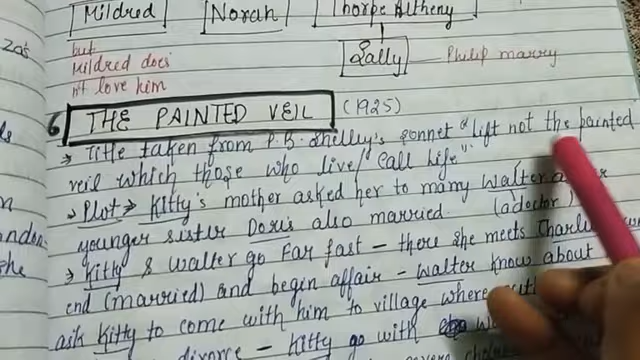 Mildred Norah Thorpe Altheny
but
Mildred does
n't love him
Sally — Philip marry
6 THE PAINTED VEIL (1925)
→ Title taken from P.B. Shelley's sonnet "lift not the painted
veil which those who live/ Call life".
→ Plot → Kitty's mother asked her to marry Walter
younger sister Doris also married. (a doctor)
→ Kitty & Walter go Far fast — there she meets Charlie
end (married) and begin affair - Walter know about
ask Kitty to come with him to village where
divorce — Kitty go with